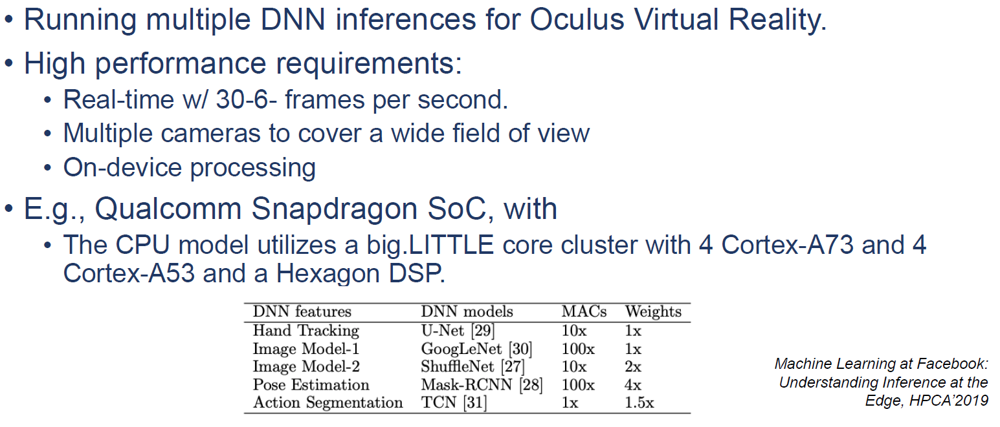 • Running multiple DNN inferences for Oculus Virtual Reality.
• High performance requirements:
• Real-time w/ 30-6- frames per second.
• Multiple cameras to cover a wide field of view
• On-device processing
• E.g., Qualcomm Snapdragon SoC, with
• The CPU model utilizes a big.LITTLE core cluster with 4 Cortex-A73 and 4
Cortex-A53 and a Hexagon DSP.
DNN features DNN models MACs Weights
Hand Tracking U-Net [29] 10x 1x
Image Model-1 GoogLeNet [30] 100x 1x
Image Model-2 ShuffleNet [27] 10x 2x
Pose Estimation Mask-RCNN [28] 100x 4x
Action Segmentation TCN [31] 1x 1.5x
Machine Learning at Facebook:
Understanding Inference at the
Edge, HPCA'2019